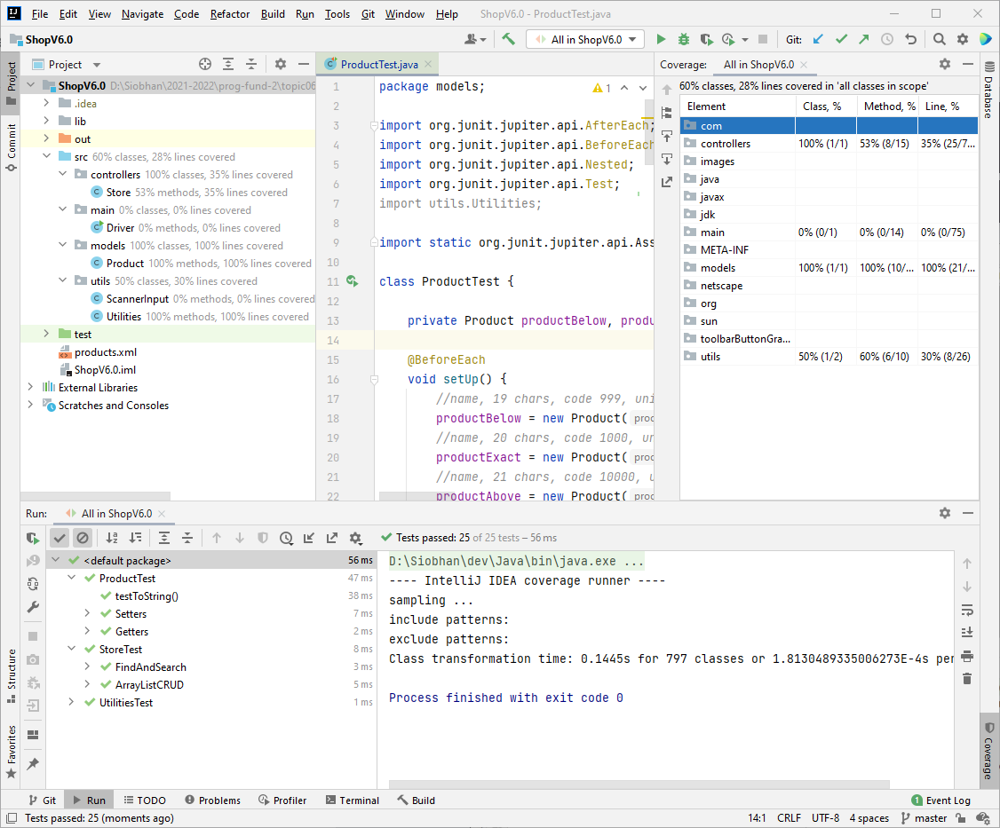 File Edit View Navigate Code Refactor Build Run Tools Git Window Help ShopV6.0 - ProductTest.java
ShopV6.0
All in ShopV6.0
Git:
Project
ProductTest.java
Coverage: All in ShopV6.0
Project
Commit
Structure
Favorites
Database
Coverage
ShopV6.0 D:\Siobhan\2021-2022\prog-fund-2\topic06
.idea
lib
out
src 60% classes, 28% lines covered
controllers 100% classes, 35% lines covered
Store 53% methods, 35% lines covered
main 0% classes, 0% lines covered
Driver 0% methods, 0% lines covered
models 100% classes, 100% lines covered
Product 100% methods, 100% lines covered
utils 50% classes, 30% lines covered
ScannerInput 0% methods, 0% lines covered
Utilities 100% methods, 100% lines covered
test
products.xml
ShopV6.0.iml
External Libraries
Scratches and Consoles
1 package models;
1
2
3 import org.junit.jupiter.api.AfterEach;
4 import org.junit.jupiter.api.BeforeEach
5 import org.junit.jupiter.api.Nested;
6 import org.junit.jupiter.api.Test;
7 import utils.Utilities;
8
9 import static org.junit.jupiter.api.Ass
10
11 class ProductTest {
12
13 private Product productBelow, produ
14
15 @BeforeEach
16 void setUp() {
17 //name, 19 chars, code 999, uni
18 productBelow = new Product( prod
19 //name, 20 chars, code 1000, un
20 productExact = new Product( prod
21 //name, 21 chars, code 10000, u
22 productAbove = new Product( prod
60% classes, 28% lines covered in 'all classes in scope'
Element Class, % Method, % Line, %
com
controllers 100% (1/1) 53% (8/15) 35% (25/7...
images
java
javax
jdk
main 0% (0/1) 0% (0/14) 0% (0/75)
META-INF
models 100% (1/1) 100% (10/... 100% (21/...
netscape
org
sun
toolbarButtonGra...
utils 50% (1/2) 60% (6/10) 30% (8/26)
Run: All in ShopV6.0
Tests passed: 25 of 25 tests – 56 ms
<default package> 56 ms
ProductTest 47 ms
testToString() 38 ms
Setters 7 ms
Getters 2 ms
StoreTest 8 ms
FindAndSearch 3 ms
ArrayListCRUD 5 ms
UtilitiesTest 1 ms
D:\Siobhan\dev\Java\bin\java.exe ...
---- IntelliJ IDEA coverage runner ----
sampling ...
include patterns:
exclude patterns:
Class transformation time: 0.1445s for 797 classes or 1.8130489335006273E-4s per
Process finished with exit code 0
Git Run TODO Problems Profiler Terminal Build 1 Event Log
Tests passed: 25 (moments ago) 14:1 CRLF UTF-8 4 spaces master